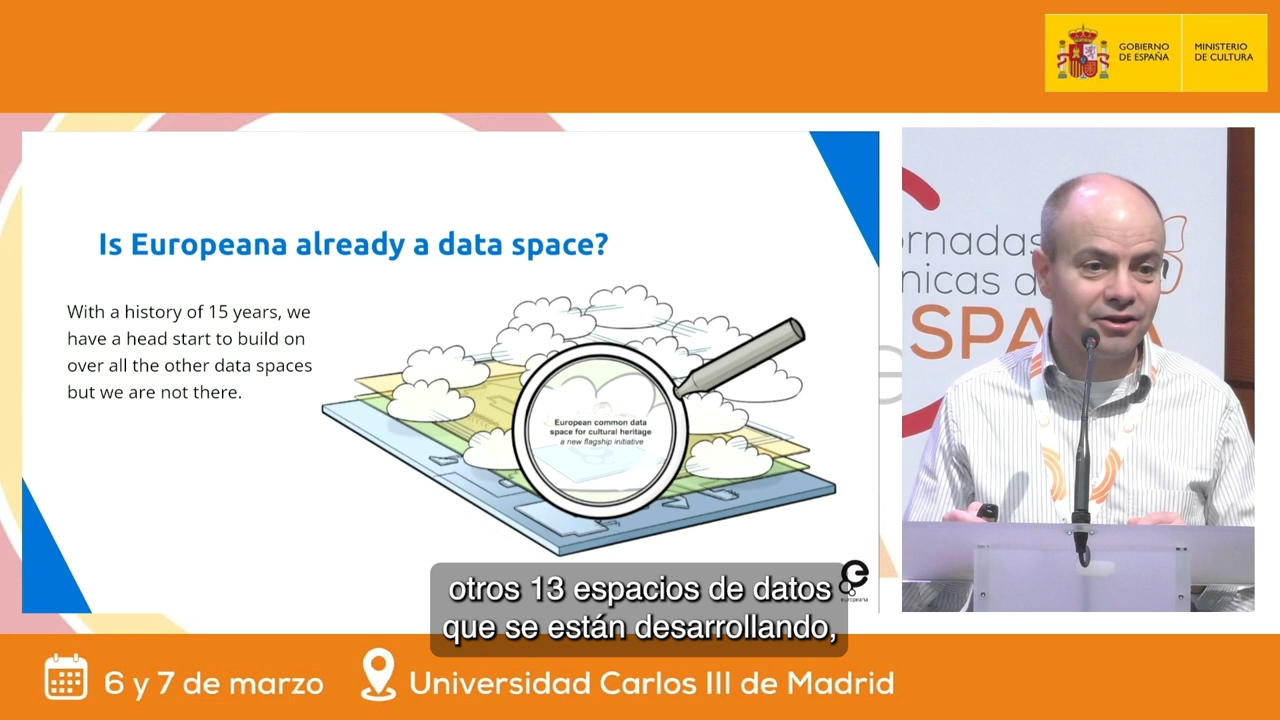 GOBIERNO
DE ESPAÑA
MINISTERIO
DE CULTURA
Is Europeana already a data space?
With a history of 15 years, we
have a head start to build on
over all the other data spaces
but we are not there.
European common data
space for cultural heritage
a new flagship initiative
europeana
otros 13 espacios de datos
que se están desarrollando,
6 y 7 de marzo
Universidad Carlos III de Madrid